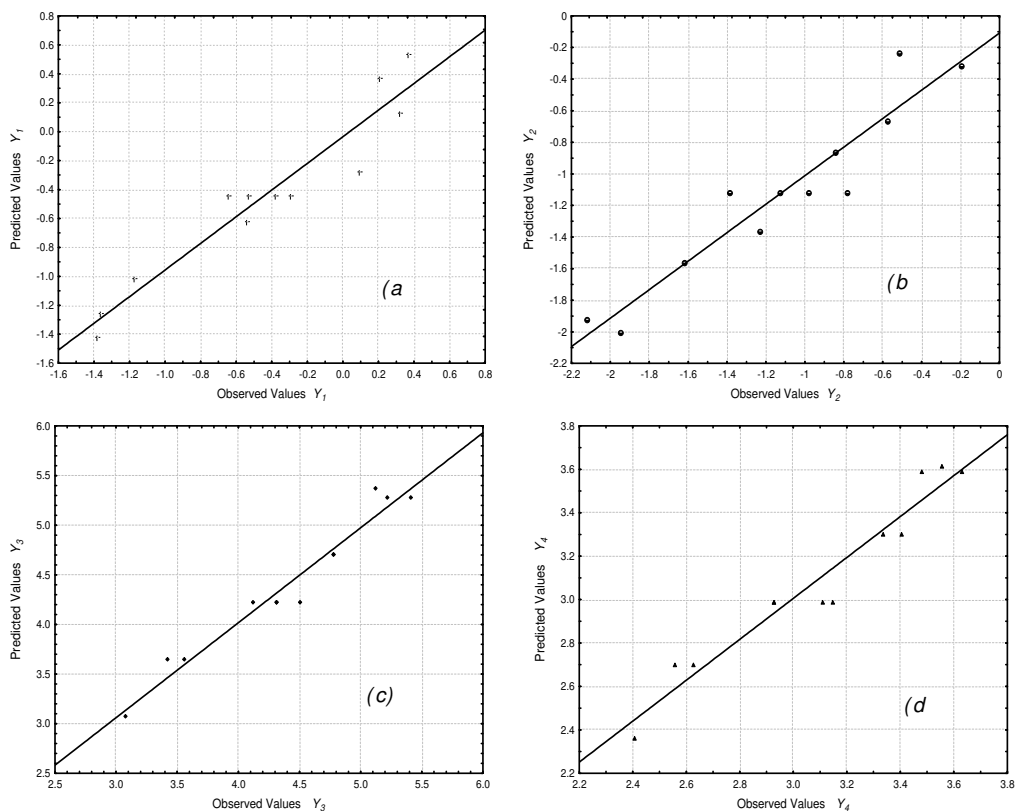 0.8
0.6
0.4
0.2
0.0
-0.2
-0.4
-0.6
-0.8
-1.0
-1.2
-1.4
-1.6
Predicted Values Y1
-1.6 -1.4 -1.2 -1.0 -0.8 -0.6 -0.4 -0.2 0.0 0.2 0.4 0.6 0.8
Observed Values Y1
(a
0
-0.2
-0.4
-0.6
-0.8
-1
-1.2
-1.4
-1.6
-1.8
-2
-2.2
Predicted Values Y2
-2.2 -2 -1.8 -1.6 -1.4 -1.2 -1 -0.8 -0.6 -0.4 -0.2 0
Observed Values Y2
(b
6.0
5.5
5.0
4.5
4.0
3.5
3.0
2.5
Predicted Values Y3
2.5 3.0 3.5 4.0 4.5 5.0 5.5 6.0
Observed Values Y3
(c)
3.8
3.6
3.4
3.2
3.0
2.8
2.6
2.4
2.2
Predicted Values Y4
2.2 2.4 2.6 2.8 3.0 3.2 3.4 3.6 3.8
Observed Values Y4
(d